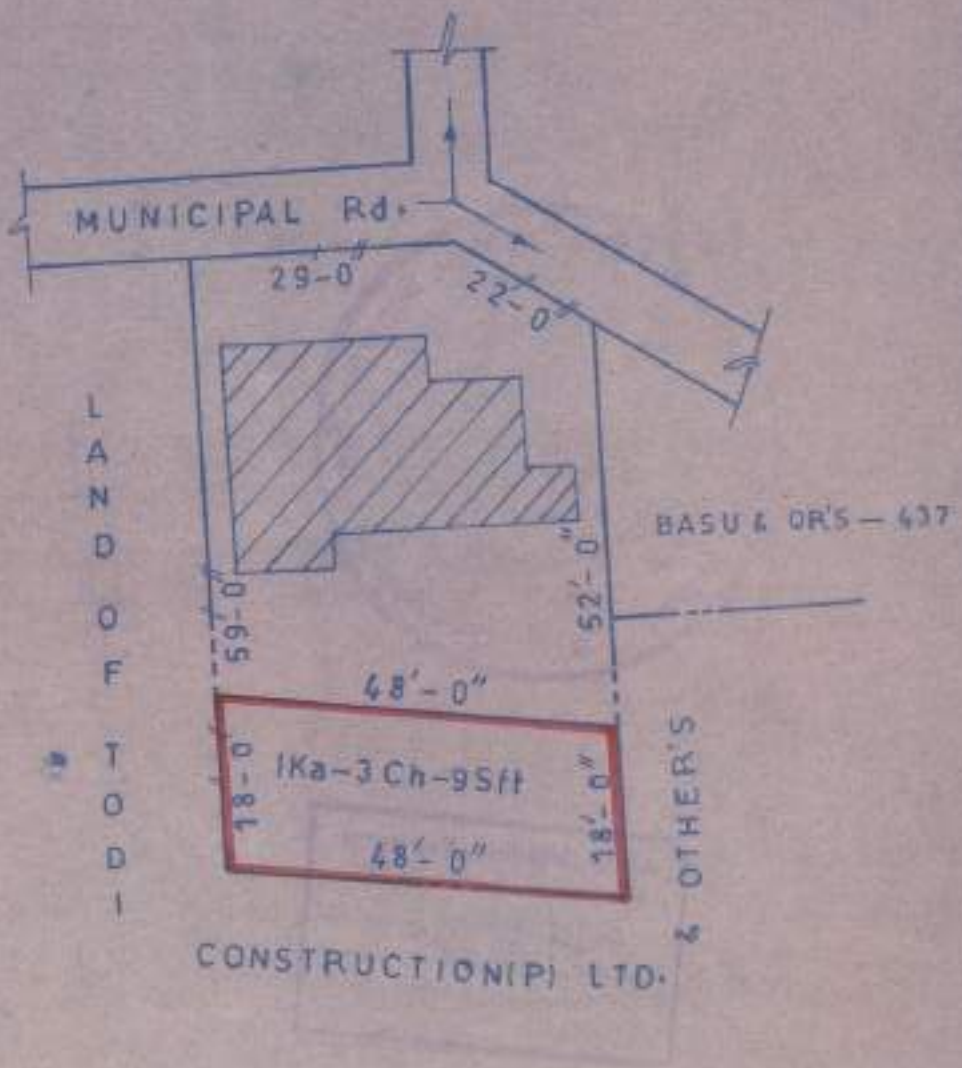 MUNICIPAL Rd.
29-0"
22'-0"
LAND OF TODI
BASU & OR'S — 437
59'-0"
52'-0"
48'-0"
1Ka-3Ch-9Sft
18-0
18'-0"
48'-0"
& OTHER'S
CONSTRUCTION(P) LTD.